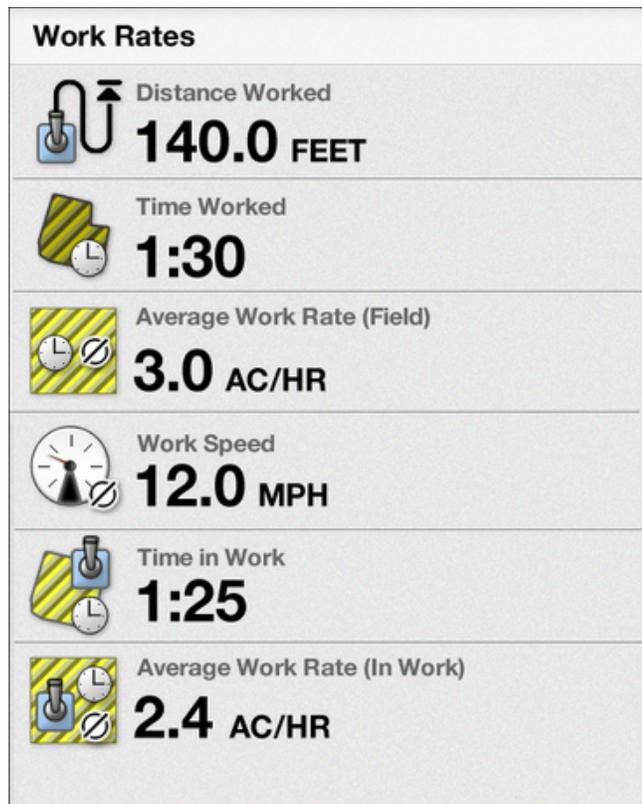 Work Rates
Distance Worked
140.0 FEET
Time Worked
1:30
Average Work Rate (Field)
3.0 AC/HR
Work Speed
12.0 MPH
Time in Work
1:25
Average Work Rate (In Work)
2.4 AC/HR